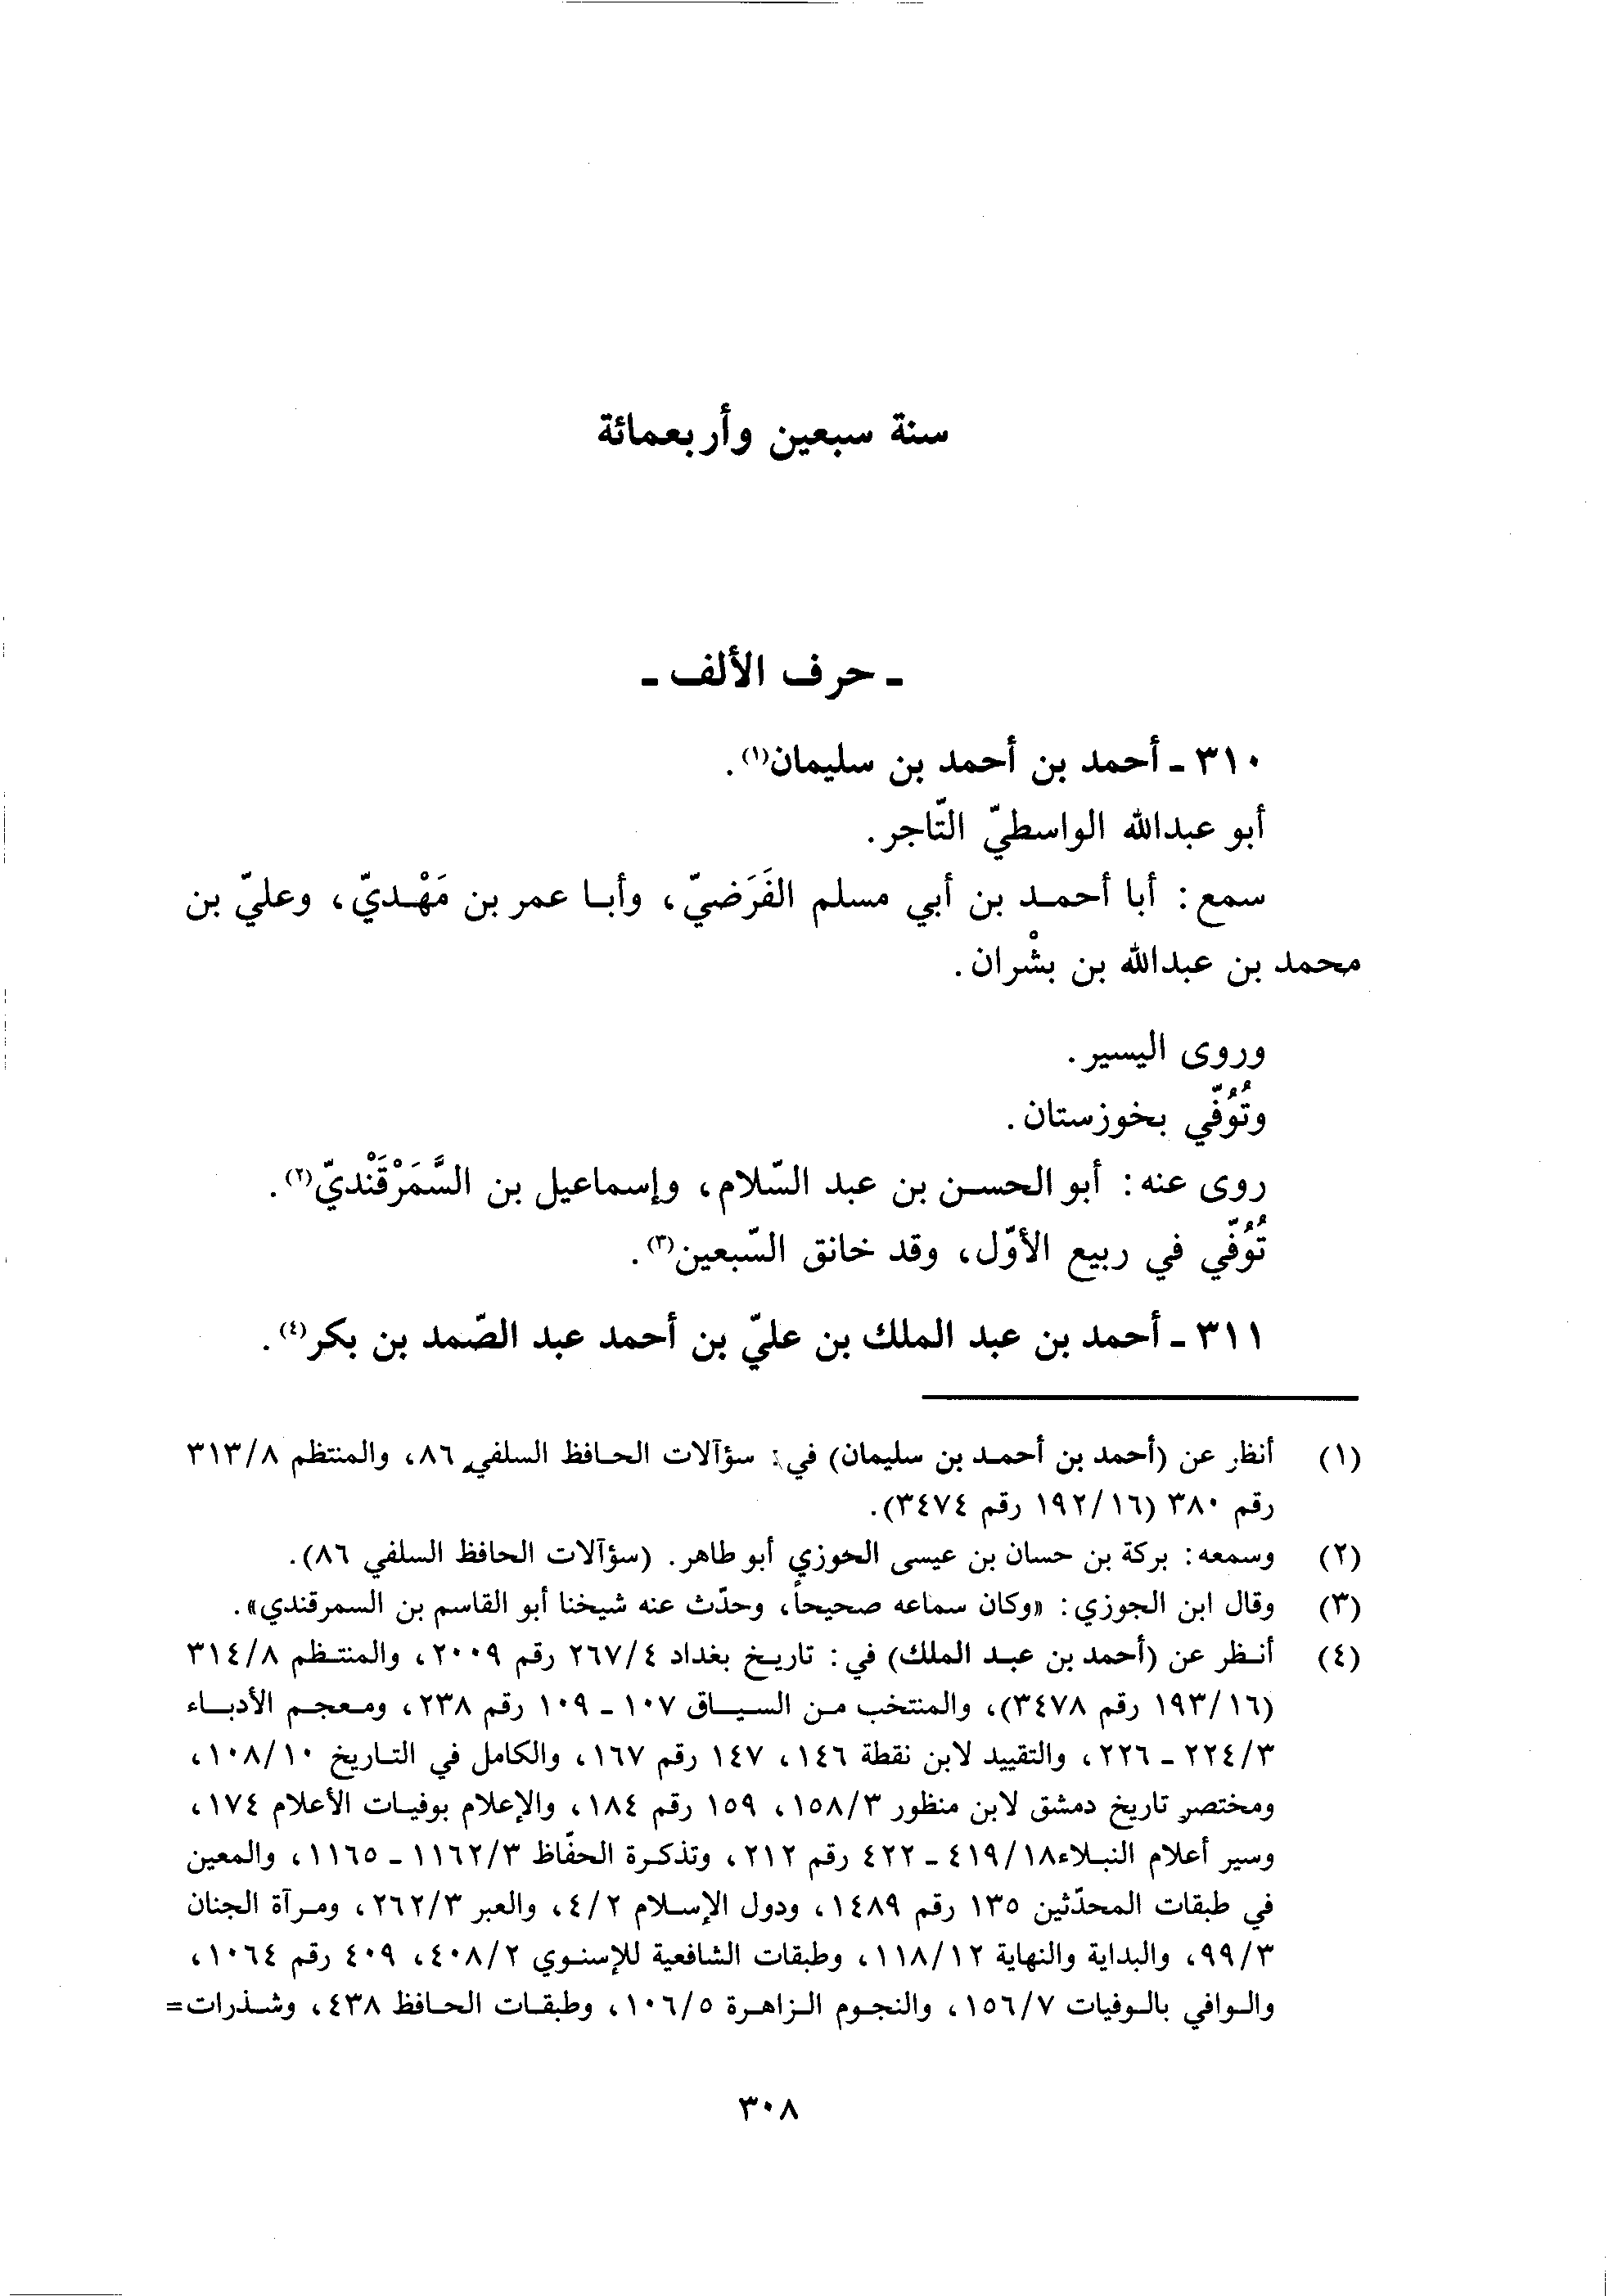 سنة سبعين وأربعمائة
ـ حرف الألف ـ
٣١٠ ـ أحمد بن أحمد بن سليمان(١).
أبو عبدالله الواسطيّ التّاجر.
سمع: أبا أحمد بن أبي مسلم الفَرَضيّ، وأبا عمر بن مَهْديّ، وعليّ بن
محمد بن عبدالله بن بشْران.
وروى اليسير.
وتُوُفّي بخوزستان.
روى عنه: أبو الحسن بن عبد السّلام، وإسماعيل بن السَّمَرْقَنْديّ(٢).
تُوُفّي في ربيع الأوّل، وقد خانق السّبعين(٣).
٣١١ ـ أحمد بن عبد الملك بن عليّ بن أحمد عبد الصّمد بن بكر(٤).
(١) أنظر عن (أحمد بن أحمد بن سليمان) في: سؤآلات الحافظ السلفي ٨٦، والمنتظم ٣١٣/٨
رقم ٣٨٠ (١٩٢/١٦ رقم ٣٤٧٤).
(٢) وسمعه: بركة بن حسان بن عيسى الحوزي أبو طاهر. (سؤآلات الحافظ السلفي ٨٦).
(٣) وقال ابن الجوزي: «وكان سماعه صحيحاً، وحدّث عنه شيخنا أبو القاسم بن السمرقندي».
(٤) أنظر عن (أحمد بن عبد الملك) في: تاريخ بغداد ٢٦٧/٤ رقم ٢٠٠٩، والمنتظم ٣١٤/٨
(١٩٣/١٦ رقم ٣٤٧٨)، والمنتخب من السياق ١٠٧ ـ ١٠٩ رقم ٢٣٨، ومعجم الأدباء
٢٢٤/٣ ـ ٢٢٦، والتقييد لابن نقطة ١٤٦، ١٤٧ رقم ١٦٧، والكامل في التاريخ ١٠٨/١٠،
ومختصر تاريخ دمشق لابن منظور ١٥٨/٣، ١٥٩ رقم ١٨٤، والإعلام بوفيات الأعلام ١٧٤،
وسير أعلام النبلاء٤١٩/١٨ ـ ٤٢٢ رقم ٢١٢، وتذكرة الحفّاظ ١١٦٢/٣ ـ ١١٦٥، والمعين
في طبقات المحدّثين ١٣٥ رقم ١٤٨٩، ودول الإسلام ٤/٢، والعبر ٢٦٢/٣، ومرآة الجنان
٩٩/٣، والبداية والنهاية ١١٨/١٢، وطبقات الشافعية للإسنوي ٤٠٨/٢، ٤٠٩ رقم ١٠٦٤،
والوافي بالوفيات ١٥٦/٧، والنجوم الزاهرة ١٠٦/٥، وطبقات الحافظ ٤٣٨، وشذرات=
٣٠٨